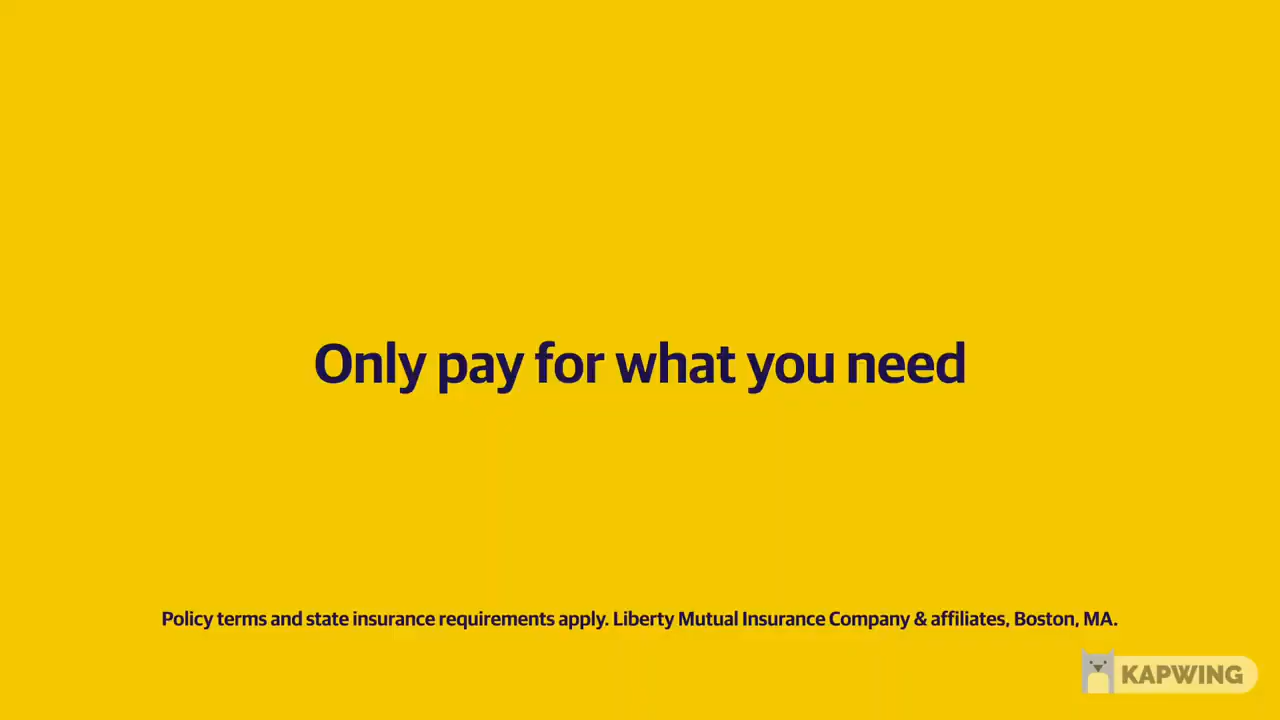 Only pay for what you need
Policy terms and state insurance requirements apply. Liberty Mutual Insurance Company & affiliates, Boston, MA.
KAPWING